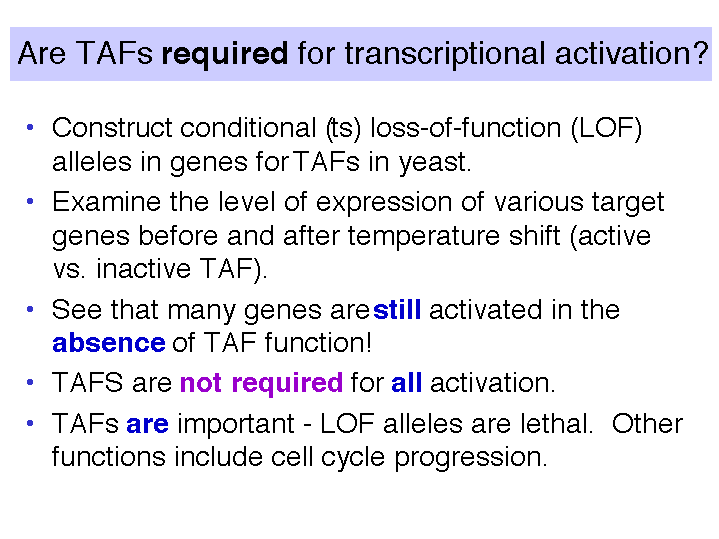 Are TAFs required for transcriptional activation?
• Construct conditional (ts) loss-of-function (LOF)
alleles in genes for TAFs in yeast.
• Examine the level of expression of various target
genes before and after temperature shift (active
vs. inactive TAF).
• See that many genes are still activated in the
absence of TAF function!
• TAFS are not required for all activation.
• TAFs are important - LOF alleles are lethal.  Other
functions include cell cycle progression.